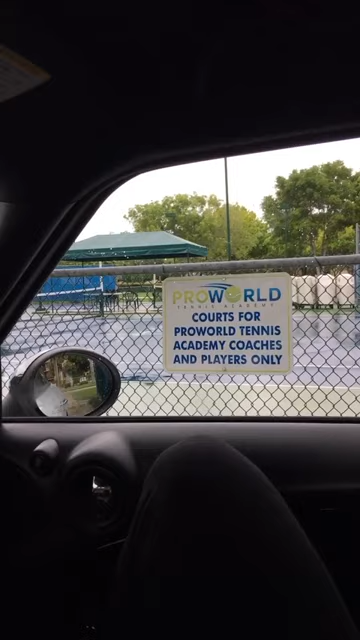 PROWORLD
TENNIS ACADEMY
COURTS FOR
PROWORLD TENNIS
ACADEMY COACHES
AND PLAYERS ONLY